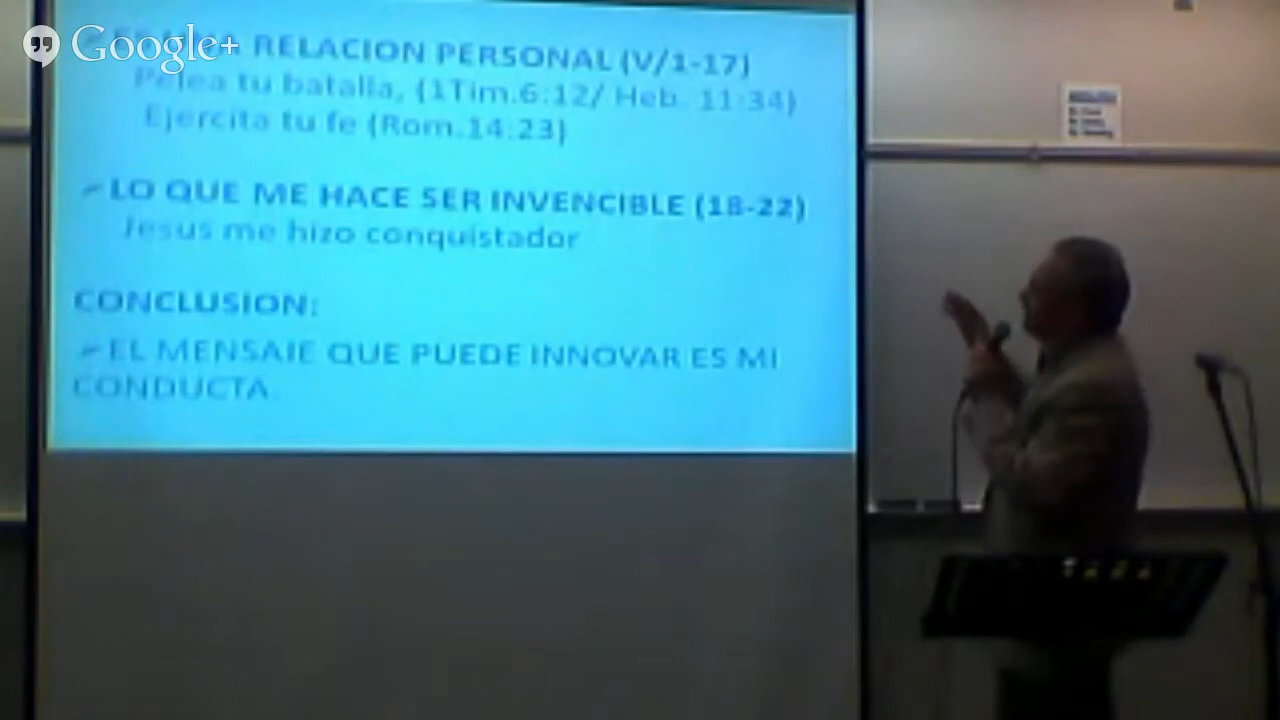 Google+
RELACION PERSONAL (V/1-17)
Pelea tu batalla, (1Tim.6:12/ Heb. 11:34)
Ejercita tu fe (Rom.14:23)
LO QUE ME HACE SER INVENCIBLE (18-22)
Jesus me hizo conquistador
CONCLUSION:
EL MENSAJE QUE PUEDE INNOVAR ES MI
CONDUCTA.